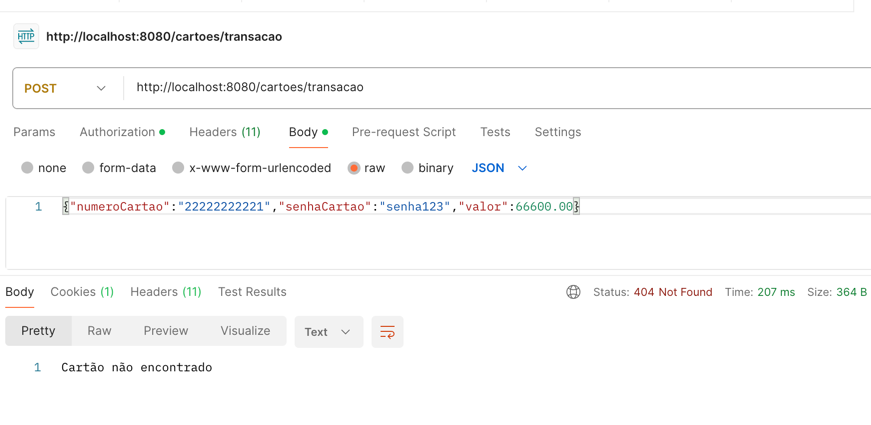 HTTP http://localhost:8080/cartoes/transacao
POST http://localhost:8080/cartoes/transacao
Params Authorization Headers (11) Body Pre-request Script Tests Settings
none form-data x-www-form-urlencoded raw binary JSON
1 {"numeroCartao":"22222222221","senhaCartao":"senha123","valor":66600.00}
Body Cookies (1) Headers (11) Test Results Status: 404 Not Found Time: 207 ms Size: 364 B
Pretty Raw Preview Visualize Text
1 Cartão não encontrado